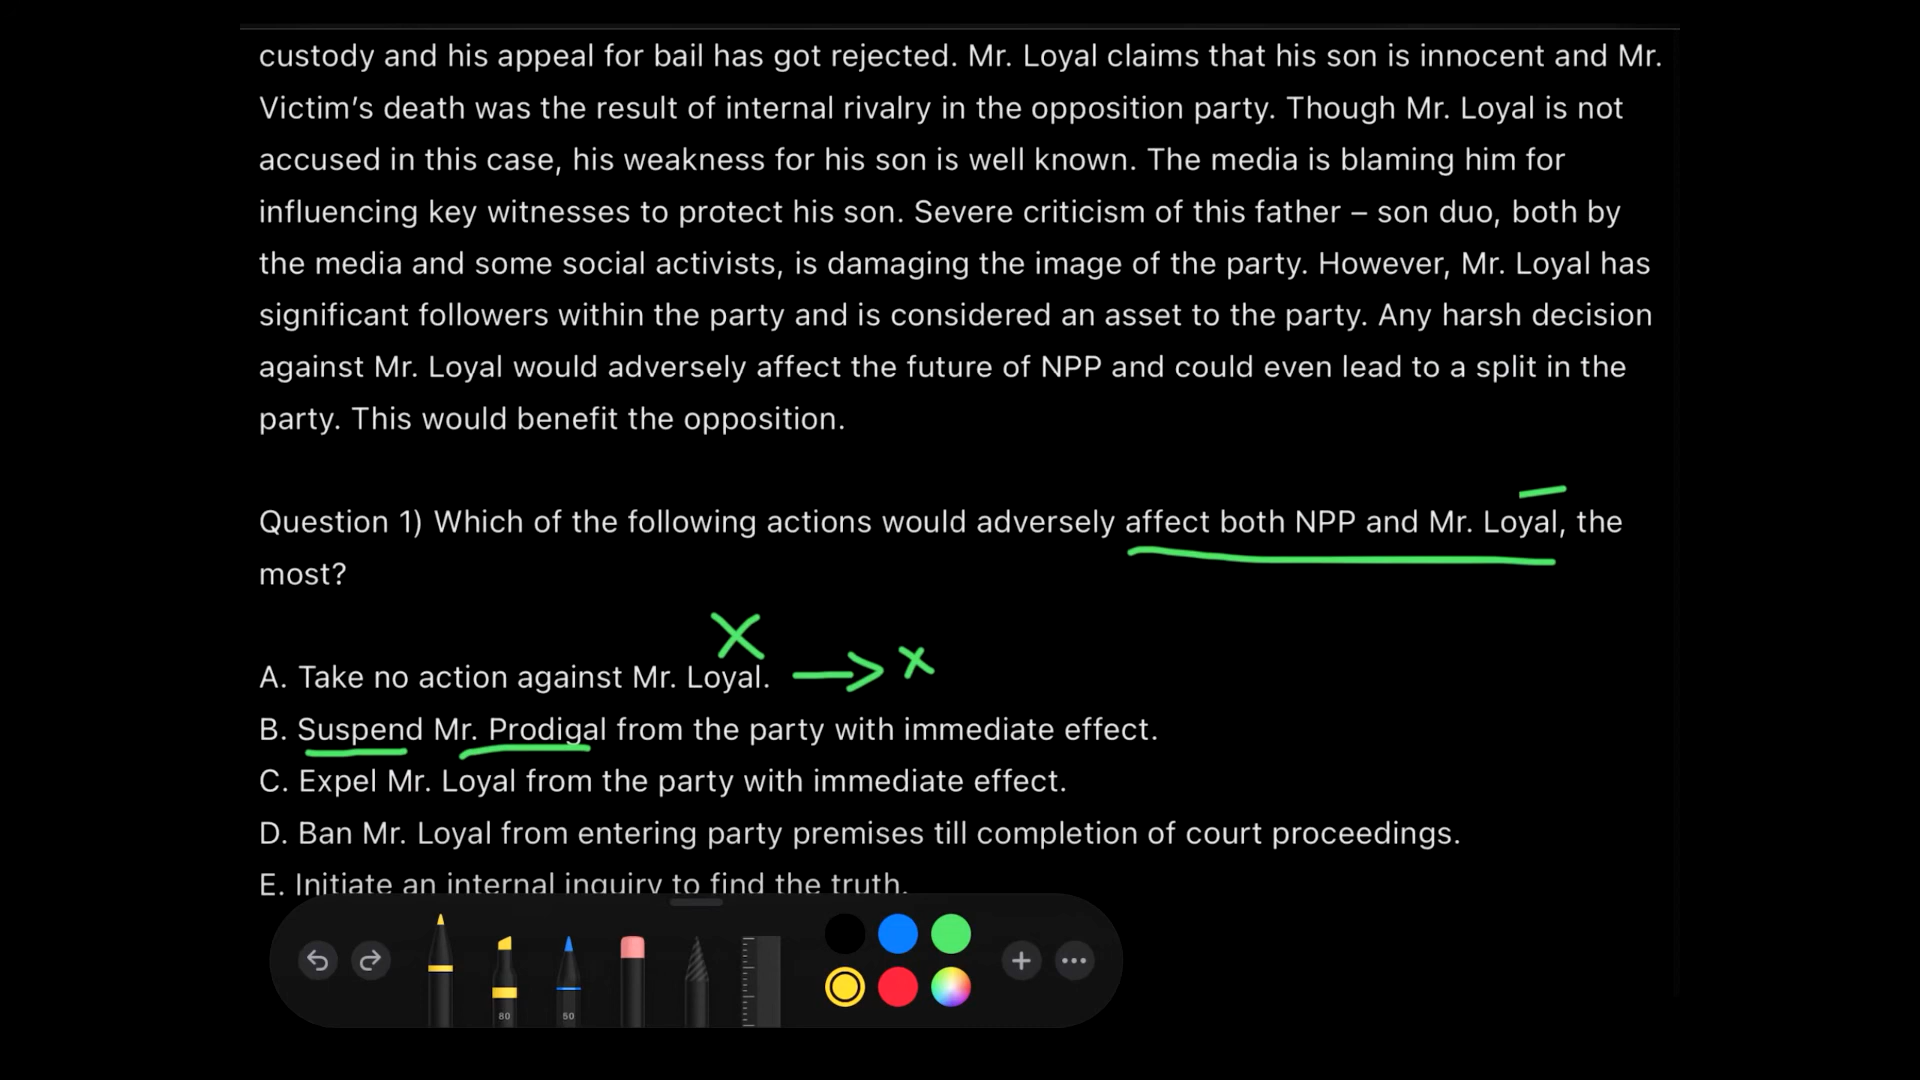 custody and his appeal for bail has got rejected. Mr. Loyal claims that his son is innocent and Mr.
Victim’s death was the result of internal rivalry in the opposition party. Though Mr. Loyal is not
accused in this case, his weakness for his son is well known. The media is blaming him for
influencing key witnesses to protect his son. Severe criticism of this father – son duo, both by
the media and some social activists, is damaging the image of the party. However, Mr. Loyal has
significant followers within the party and is considered an asset to the party. Any harsh decision
against Mr. Loyal would adversely affect the future of NPP and could even lead to a split in the
party. This would benefit the opposition.
Question 1) Which of the following actions would adversely affect both NPP and Mr. Loyal, the
most?
A. Take no action against Mr. Loyal.
B. Suspend Mr. Prodigal from the party with immediate effect.
C. Expel Mr. Loyal from the party with immediate effect.
D. Ban Mr. Loyal from entering party premises till completion of court proceedings.
E. Initiate an internal inquiry to find the truth.
80
50